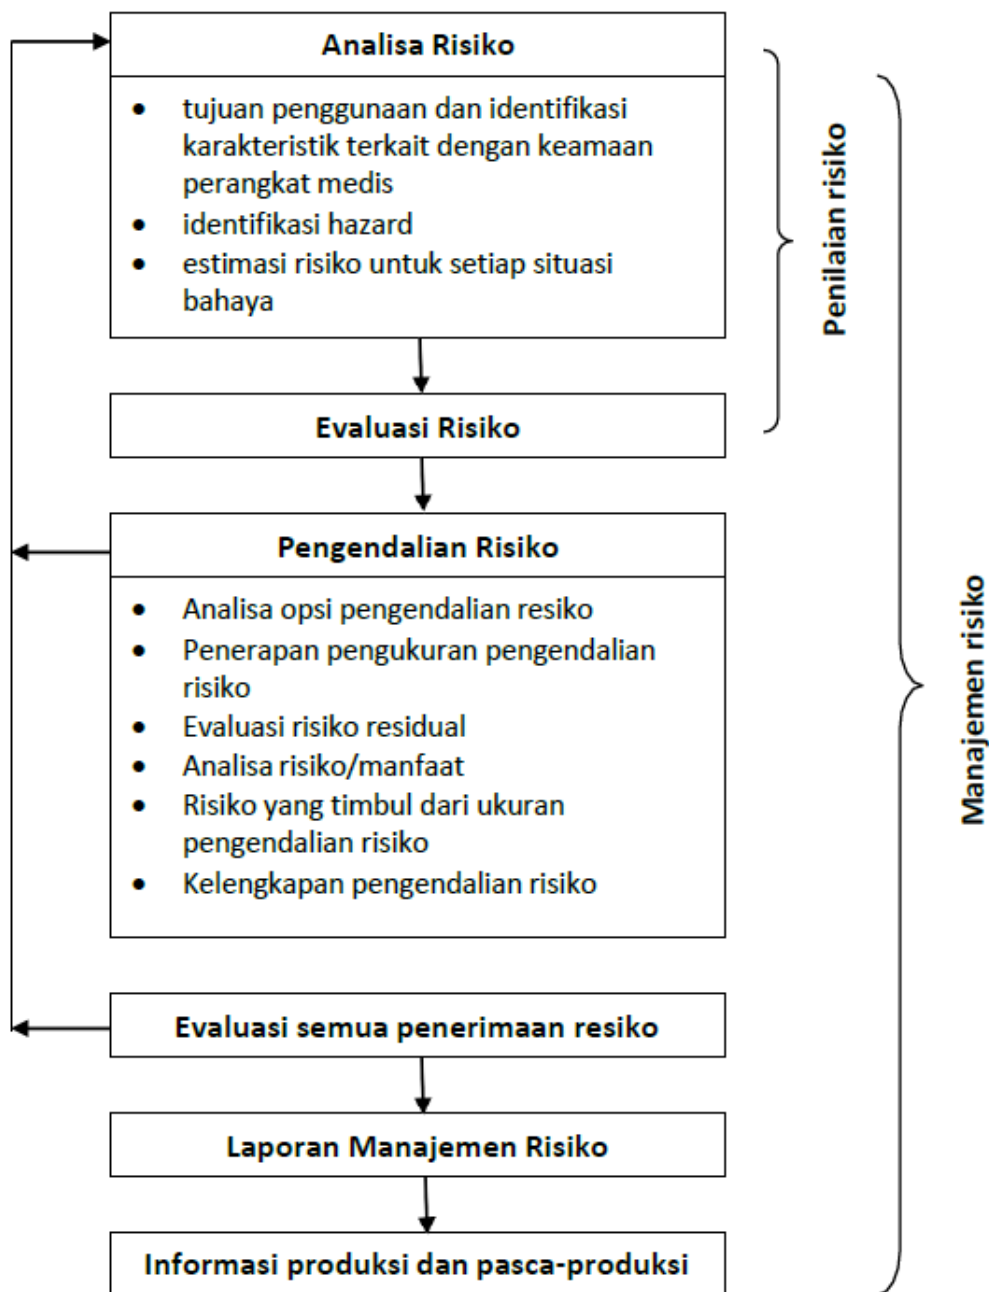 Analisa Risiko
• tujuan penggunaan dan identifikasi
karakteristik terkait dengan keamaan
perangkat medis
• identifikasi hazard
• estimasi risiko untuk setiap situasi
bahaya
Evaluasi Risiko
Penilaian risiko
Pengendalian Risiko
• Analisa opsi pengendalian resiko
• Penerapan pengukuran pengendalian
risiko
• Evaluasi risiko residual
• Analisa risiko/manfaat
• Risiko yang timbul dari ukuran
pengendalian risiko
• Kelengkapan pengendalian risiko
Evaluasi semua penerimaan resiko
Laporan Manajemen Risiko
Informasi produksi dan pasca-produksi
Manajemen risiko